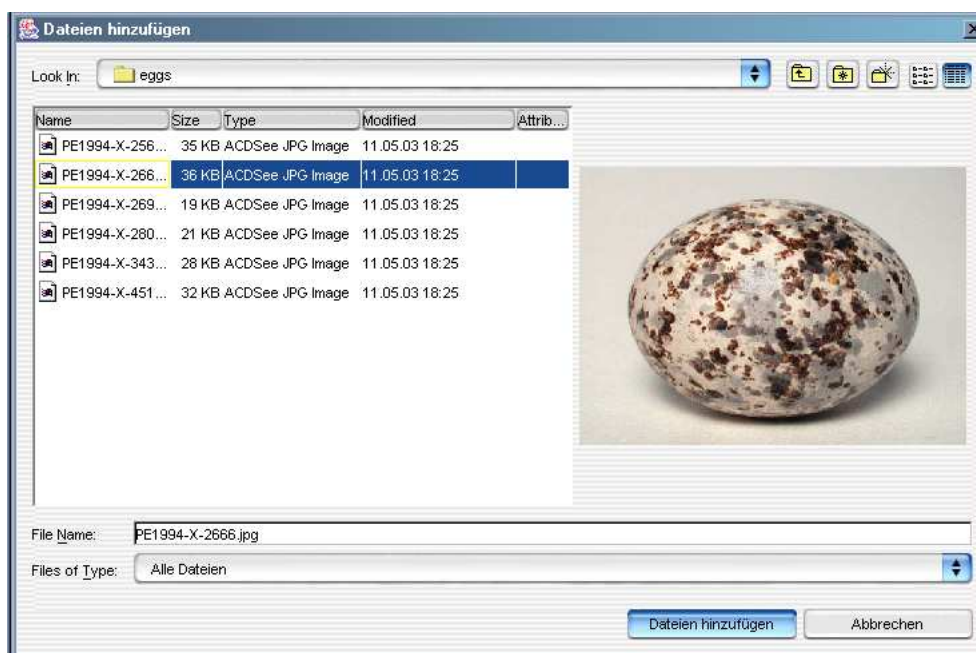 Dateien hinzufügen
Look In: eggs
Name Size Type Modified Attrib...
PE1994-X-256... 35 KB ACDSee JPG Image 11.05.03 18:25
PE1994-X-266... 36 KB ACDSee JPG Image 11.05.03 18:25
PE1994-X-269... 19 KB ACDSee JPG Image 11.05.03 18:25
PE1994-X-280... 21 KB ACDSee JPG Image 11.05.03 18:25
PE1994-X-343... 28 KB ACDSee JPG Image 11.05.03 18:25
PE1994-X-451... 32 KB ACDSee JPG Image 11.05.03 18:25
File Name: PE1994-X-2666.jpg
Files of Type: Alle Dateien
Dateien hinzufügen Abbrechen